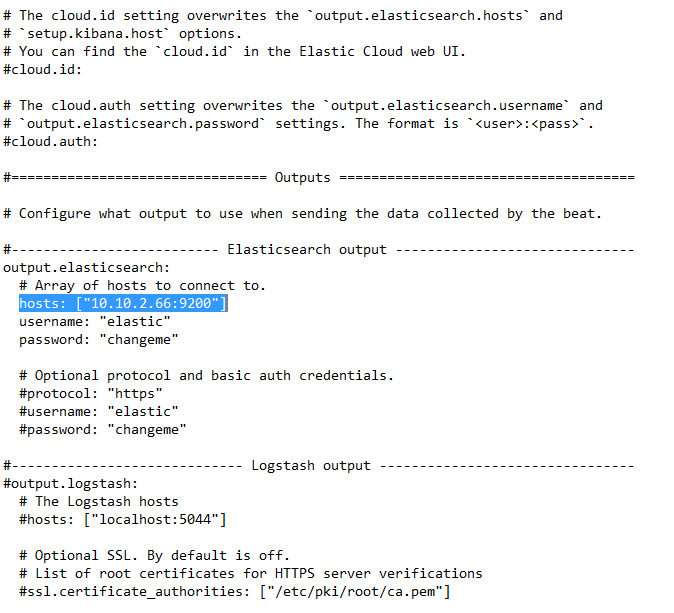 # The cloud.id setting overwrites the `output.elasticsearch.hosts` and
# `setup.kibana.host` options.
# You can find the `cloud.id` in the Elastic Cloud web UI.
#cloud.id:

# The cloud.auth setting overwrites the `output.elasticsearch.username` and
# `output.elasticsearch.password` settings. The format is `<user>:<pass>`.
#cloud.auth:

#================================ Outputs =====================================

# Configure what output to use when sending the data collected by the beat.

#-------------------------- Elasticsearch output ------------------------------
output.elasticsearch:
  # Array of hosts to connect to.
  hosts: ["10.10.2.66:9200"]
  username: "elastic"
  password: "changeme"

  # Optional protocol and basic auth credentials.
  #protocol: "https"
  #username: "elastic"
  #password: "changeme"

#----------------------------- Logstash output --------------------------------
#output.logstash:
  # The Logstash hosts
  #hosts: ["localhost:5044"]

  # Optional SSL. By default is off.
  # List of root certificates for HTTPS server verifications
  #ssl.certificate_authorities: ["/etc/pki/root/ca.pem"]